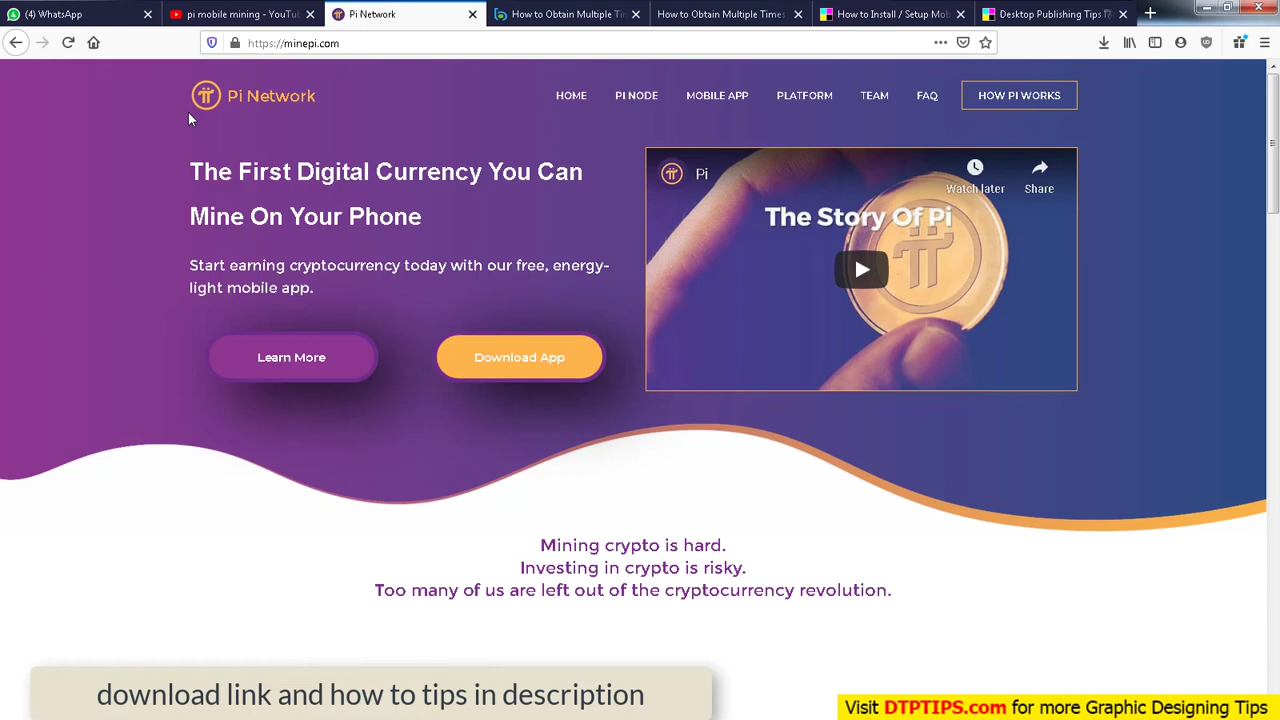 (4) WhatsApp
pi mobile mining - YouTu
Pi Network
How to Obtain Multiple Ti
How to Obtain Multiple Times
How to Install / Setup Mob
Desktop Publishing Tips
https://minepi.com
Pi Network
HOME
PI NODE
MOBILE APP
PLATFORM
TEAM
FAQ
HOW PI WORKS
The First Digital Currency You Can
Mine On Your Phone
Start earning cryptocurrency today with our free, energy-
light mobile app.
Learn More
Download App
Pi
Watch later
Share
The Story Of Pi
Mining crypto is hard.
Investing in crypto is risky.
Too many of us are left out of the cryptocurrency revolution.
download link and how to tips in description
Visit DTPTIPS.com for more Graphic Designing Tips